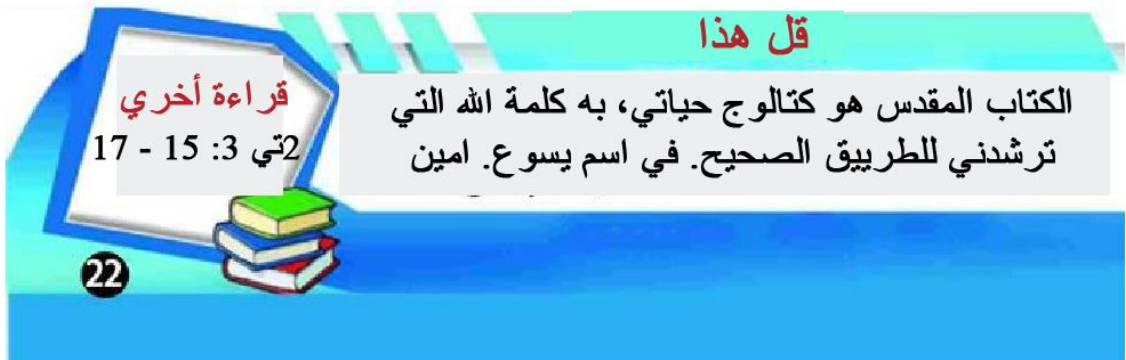 قل هذا
الكتاب المقدس هو كتالوج حياتي، به كلمة الله التي
ترشدني للطرييق الصحيح. في اسم يسوع. امين
قراءة أخري
2تي 3: 15 - 17
22